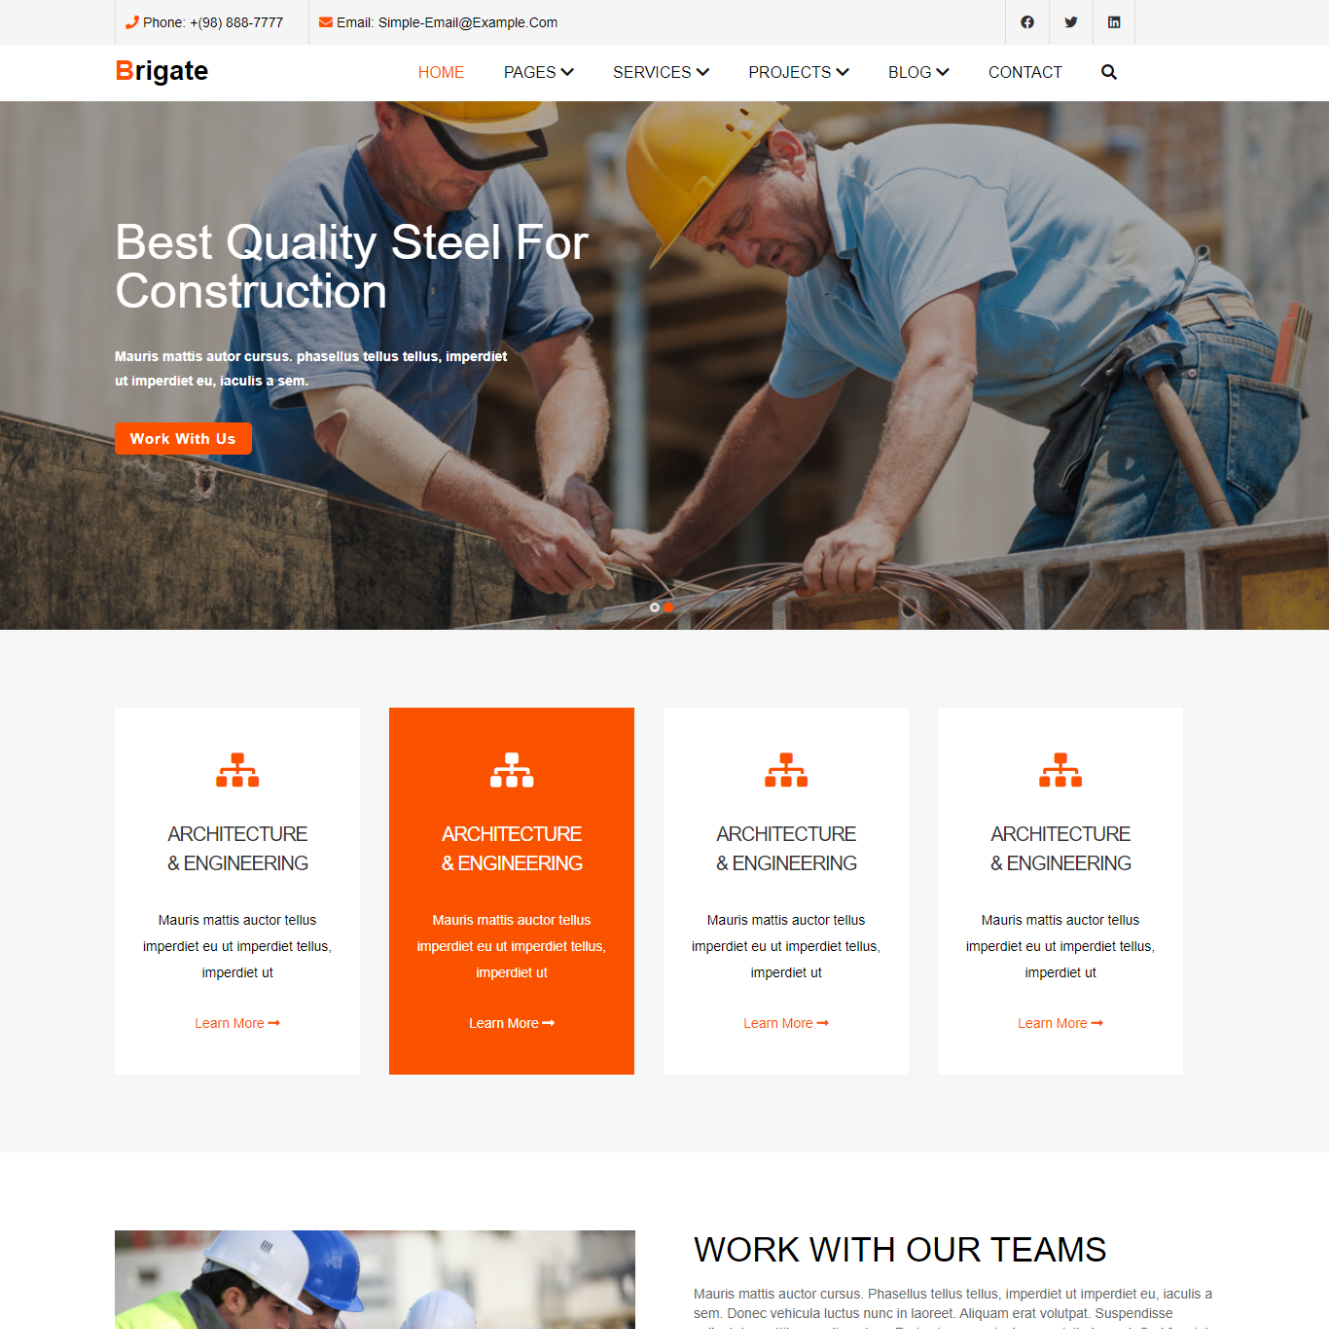 Phone: +(98) 888-7777
Email: Simple-Email@Example.Com
Brigate
HOME
PAGES
SERVICES
PROJECTS
BLOG
CONTACT
Best Quality Steel For
Construction
Mauris mattis autor cursus. phasellus tellus tellus, imperdiet
ut imperdiet eu, iaculis a sem.
Work With Us
ARCHITECTURE
& ENGINEERING
Mauris mattis auctor tellus
imperdiet eu ut imperdiet tellus,
imperdiet ut
Learn More
ARCHITECTURE
& ENGINEERING
Mauris mattis auctor tellus
imperdiet eu ut imperdiet tellus,
imperdiet ut
Learn More
ARCHITECTURE
& ENGINEERING
Mauris mattis auctor tellus
imperdiet eu ut imperdiet tellus,
imperdiet ut
Learn More
ARCHITECTURE
& ENGINEERING
Mauris mattis auctor tellus
imperdiet eu ut imperdiet tellus,
imperdiet ut
Learn More
WORK WITH OUR TEAMS
Mauris mattis auctor cursus. Phasellus tellus tellus, imperdiet ut imperdiet eu, iaculis a
sem. Donec vehicula luctus nunc in laoreet. Aliquam erat volutpat. Suspendisse